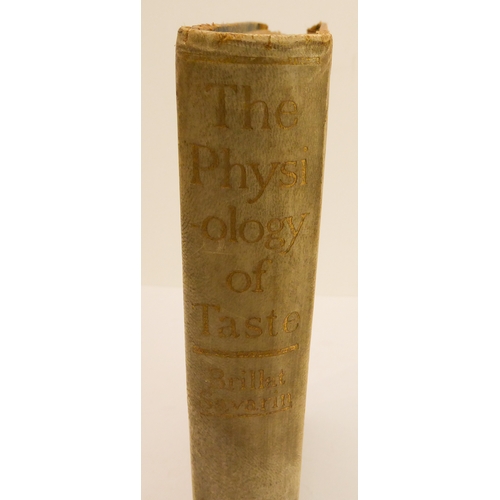 The
Physi
-ology
of
Taste
Brillat
Savarin